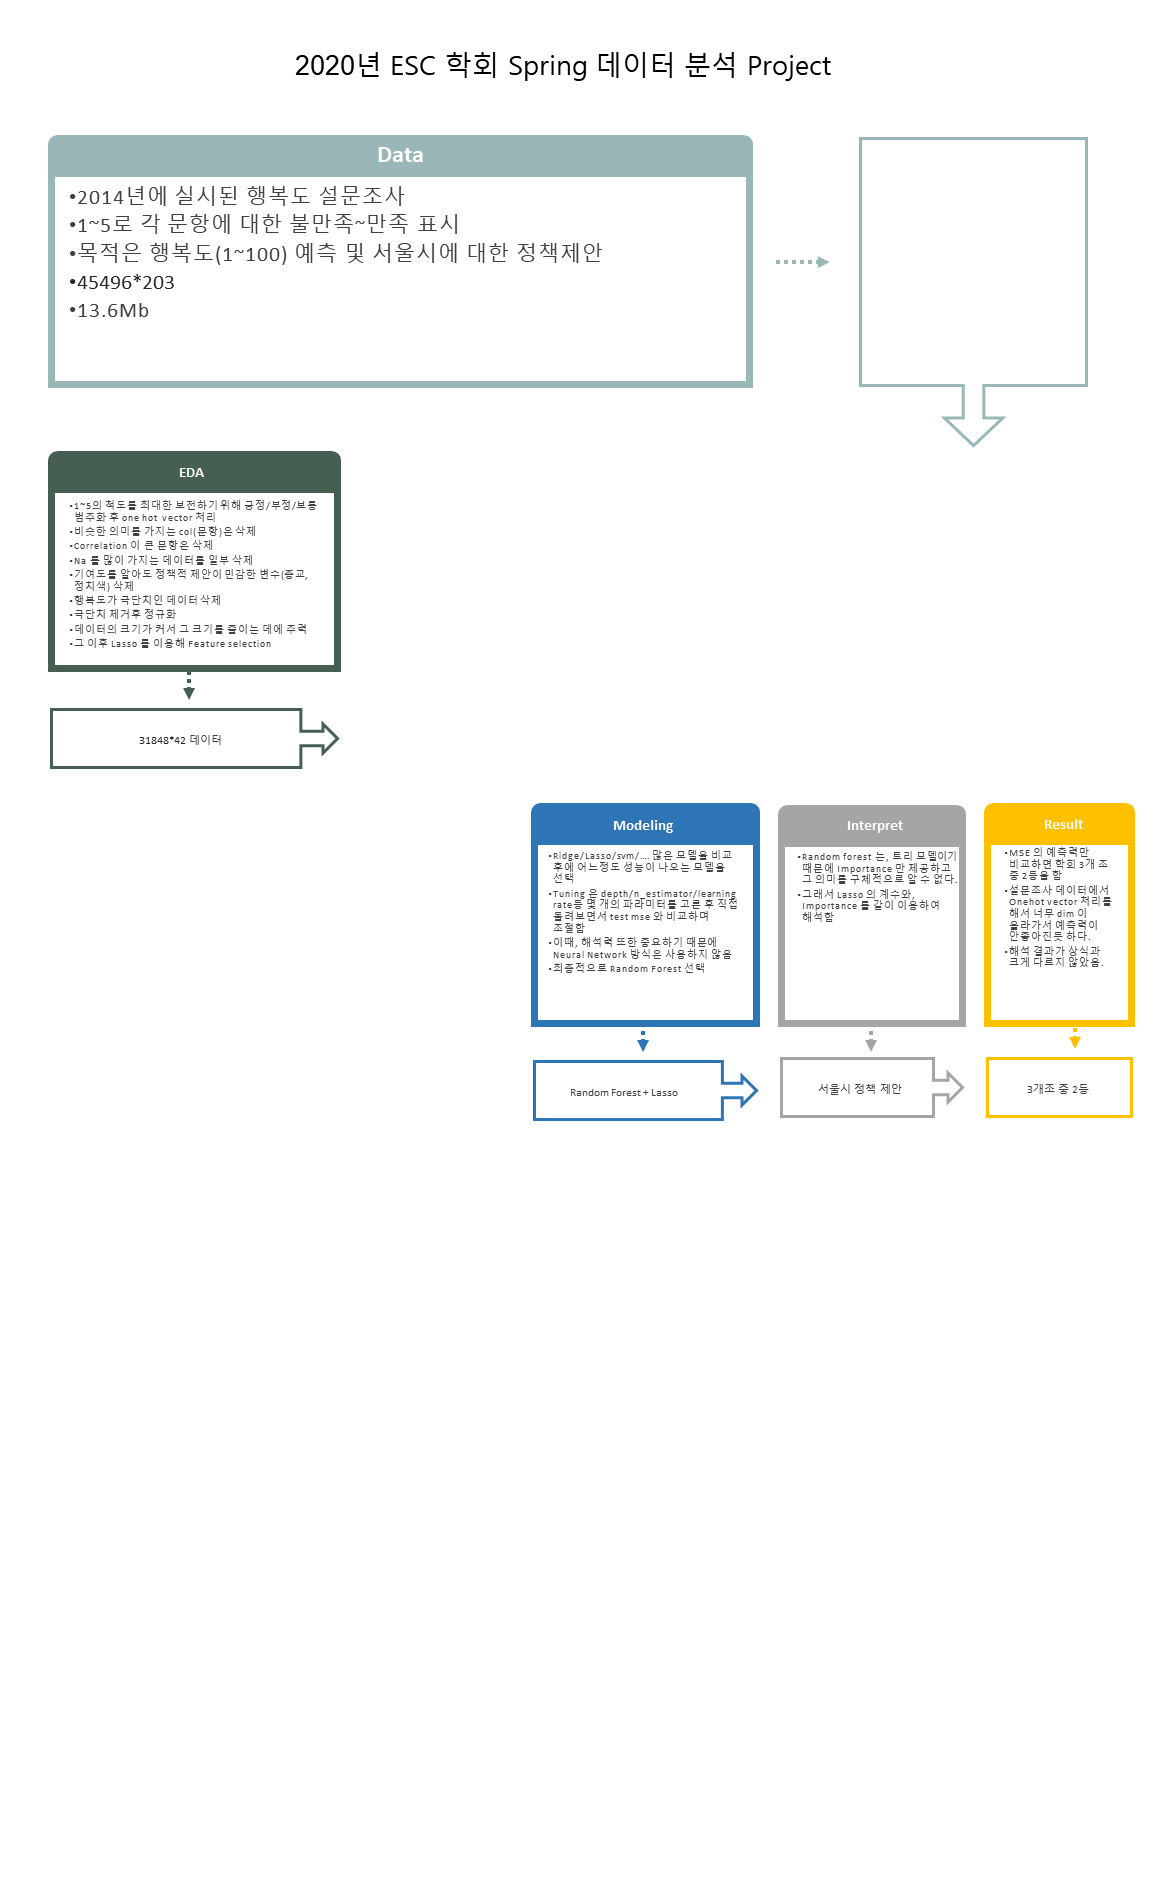 2020년 ESC 학회 Spring 데이터 분석 Project
Data
•2014년에 실시된 행복도 설문조사
•1~5로 각 문항에 대한 불만족~만족 표시
•목적은 행복도(1~100) 예측 및 서울시에 대한 정책제안
•45496*203
•13.6Mb
EDA
•1~5의 척도를 최대한 보전하기위해 긍정/부정/보통
범주화 후 one hot vector 처리
•비슷한 의미를 가지는 col(문항)은 삭제
•Correlation 이 큰 문항은 삭제
•Na 를 많이 가지는 데이터를 일부 삭제
•기여도를 알아도 정책적 제안이 민감한 변수(종교,
정치색) 삭제
•행복도가 극단치인 데이터 삭제
•극단치 제거후 정규화
•데이터의 크기가 커서 그 크기를 줄이는 데에 주력
•그 이후 Lasso 를 이용해 Feature selection
31848*42 데이터
Modeling
•Ridge/Lasso/svm/.... 많은 모델을 비교
후에 어느정도 성능이 나오는 모델을
선택
•Tuning 은 depth/n_estimator/learning
rate등 몇 개의 파라미터를 고른 후 직접
돌려보면서 test mse 와 비교하며
조절함
•이때, 해석력 또한 중요하기 때문에
Neural Network 방식은 사용하지 않음
•최종적으로 Random Forest 선택
Random Forest + Lasso
Interpret
•Random forest 는, 트리 모델이기
때문에 Importance 만 제공하고
그 의미를 구체적으로 알 수 없다.
•그래서 Lasso 의 계수와,
Importance 를 같이 이용하여
해석함
서울시 정책 제안
Result
•MSE 의 예측력만
비교하면 학회 3개 조
중 2등을 함
•설문조사 데이터에서
Onehot vector 처리를
해서 너무 dim 이
올라가서 예측력이
안좋아진듯 하다.
•해석 결과가 상식과
크게 다르지 않았음.
3개조 중 2등